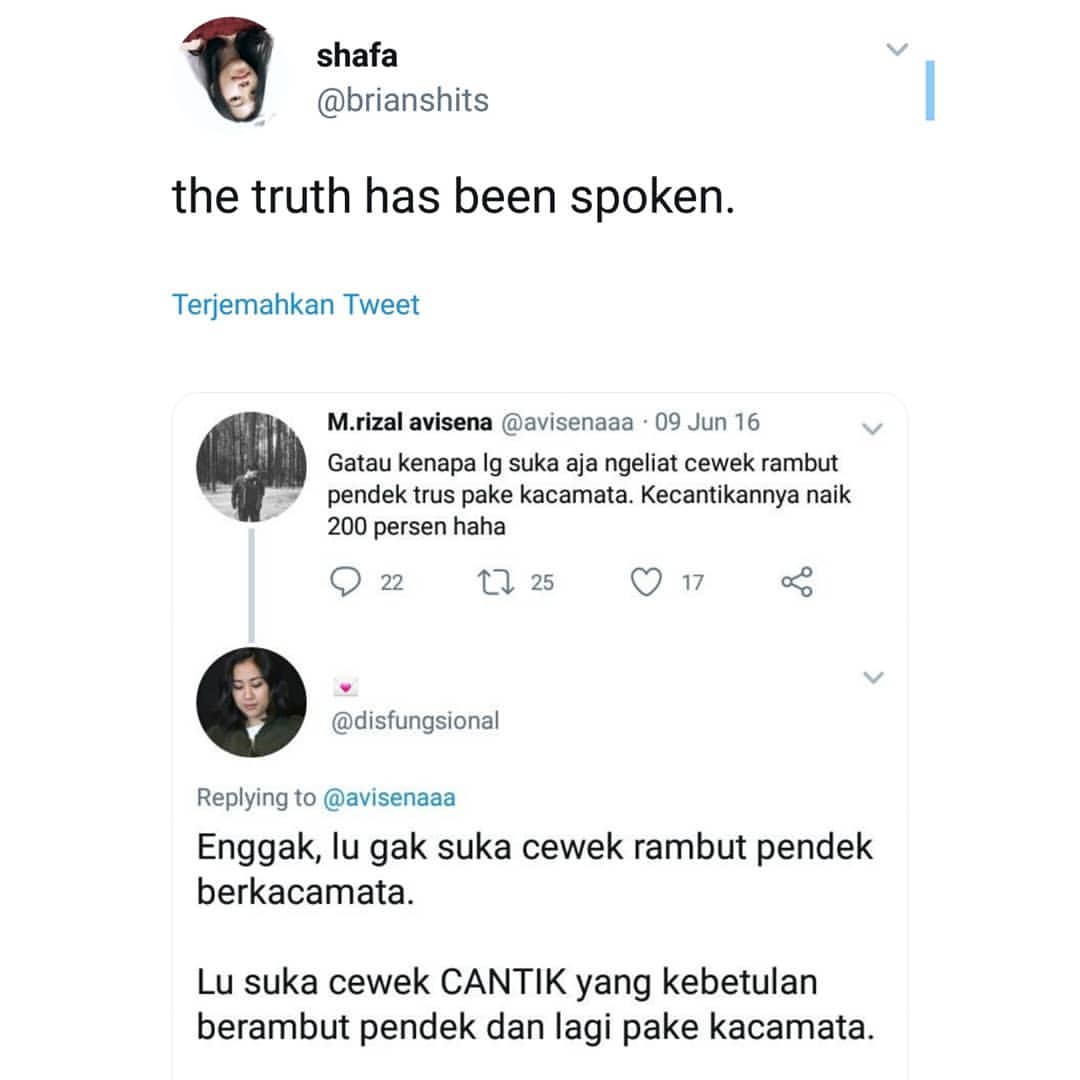 shafa
@brianshits
the truth has been spoken.
Terjemahkan Tweet
M.rizal avisena @avisenaaa · 09 Jun 16
Gatau kenapa lg suka aja ngeliat cewek rambut
pendek trus pake kacamata. Kecantikannya naik
200 persen haha
22 25 17
@disfungsional
Replying to @avisenaaa
Enggak, lu gak suka cewek rambut pendek
berkacamata.
Lu suka cewek CANTIK yang kebetulan
berambut pendek dan lagi pake kacamata.